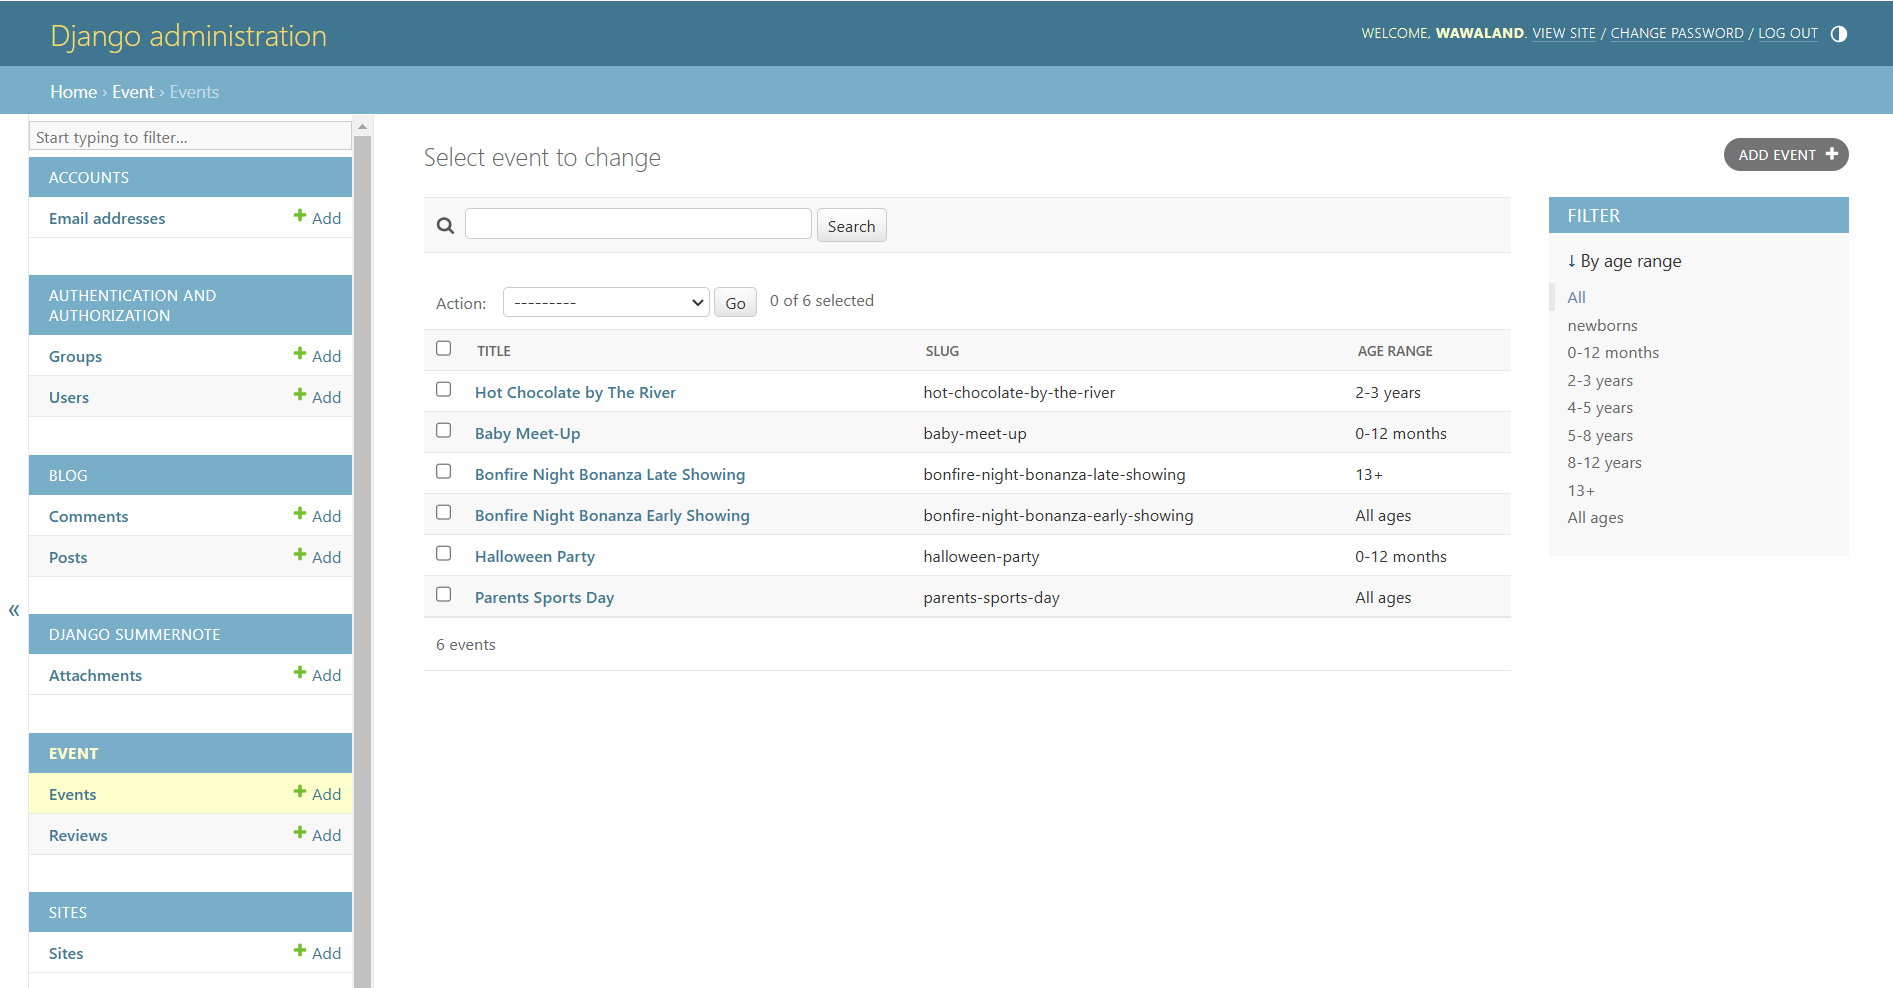 Django administration
WELCOME, WAWALAND. VIEW SITE / CHANGE PASSWORD / LOG OUT
Home › Event › Events
Start typing to filter...
ACCOUNTS
Email addresses Add
AUTHENTICATION AND
AUTHORIZATION
Groups Add
Users Add
BLOG
Comments Add
Posts Add
DJANGO SUMMERNOTE
Attachments Add
EVENT
Events Add
Reviews Add
SITES
Sites Add
«
Select event to change
ADD EVENT +
Search
Action: --------- Go 0 of 6 selected
TITLE SLUG AGE RANGE
Hot Chocolate by The River hot-chocolate-by-the-river 2-3 years
Baby Meet-Up baby-meet-up 0-12 months
Bonfire Night Bonanza Late Showing bonfire-night-bonanza-late-showing 13+
Bonfire Night Bonanza Early Showing bonfire-night-bonanza-early-showing All ages
Halloween Party halloween-party 0-12 months
Parents Sports Day parents-sports-day All ages
6 events
FILTER
↓ By age range
All
newborns
0-12 months
2-3 years
4-5 years
5-8 years
8-12 years
13+
All ages